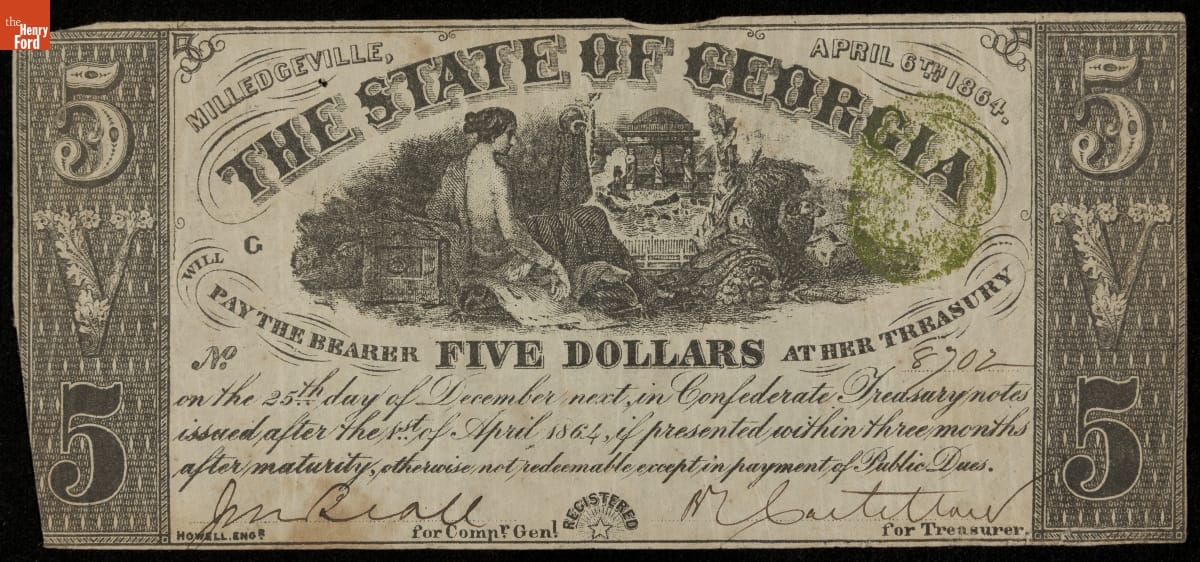 the
Henry
Ford
5
V
5
MILLEDGEVILLE,
APRIL 6TH 1864.
THE STATE OF GEORGIA
G
WILL
PAY THE BEARER FIVE DOLLARS AT HER TREASURY
No. 8702
on the 25th day of December next, in Confederate Treasury notes
issued after the 1st of April 1864, if presented within three months
after maturity, otherwise not redeemable except in payment of Public Dues.
for Compr. Genl.
REGISTERED
for Treasurer.
HOWELL. ENGR.
5
V
5